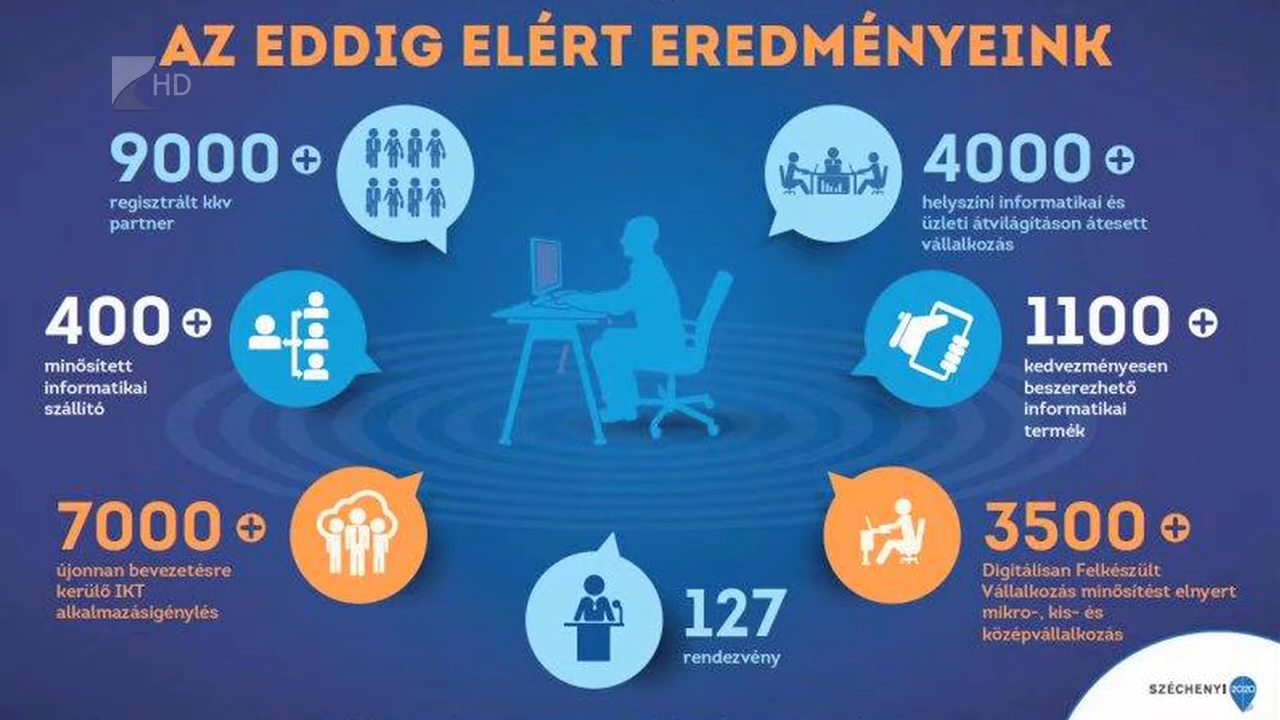 AZ EDDIG ELÉRT EREDMÉNYEINK
HD
9000 +
regisztrált kkv
partner
4000 +
helyszíni informatikai és
üzleti átvilágításon átesett
vállalkozás
400 +
minősített
informatikai
szállító
1100 +
kedvezményesen
beszerezhető
informatikai
termék
7000 +
újonnan bevezetésre
kerülő IKT
alkalmazásigénylés
3500 +
Digitálisan Felkészült
Vállalkozás minősítést elnyert
mikro-, kis- és
középvállalkozás
127
rendezvény
SZÉCHENYI 2020